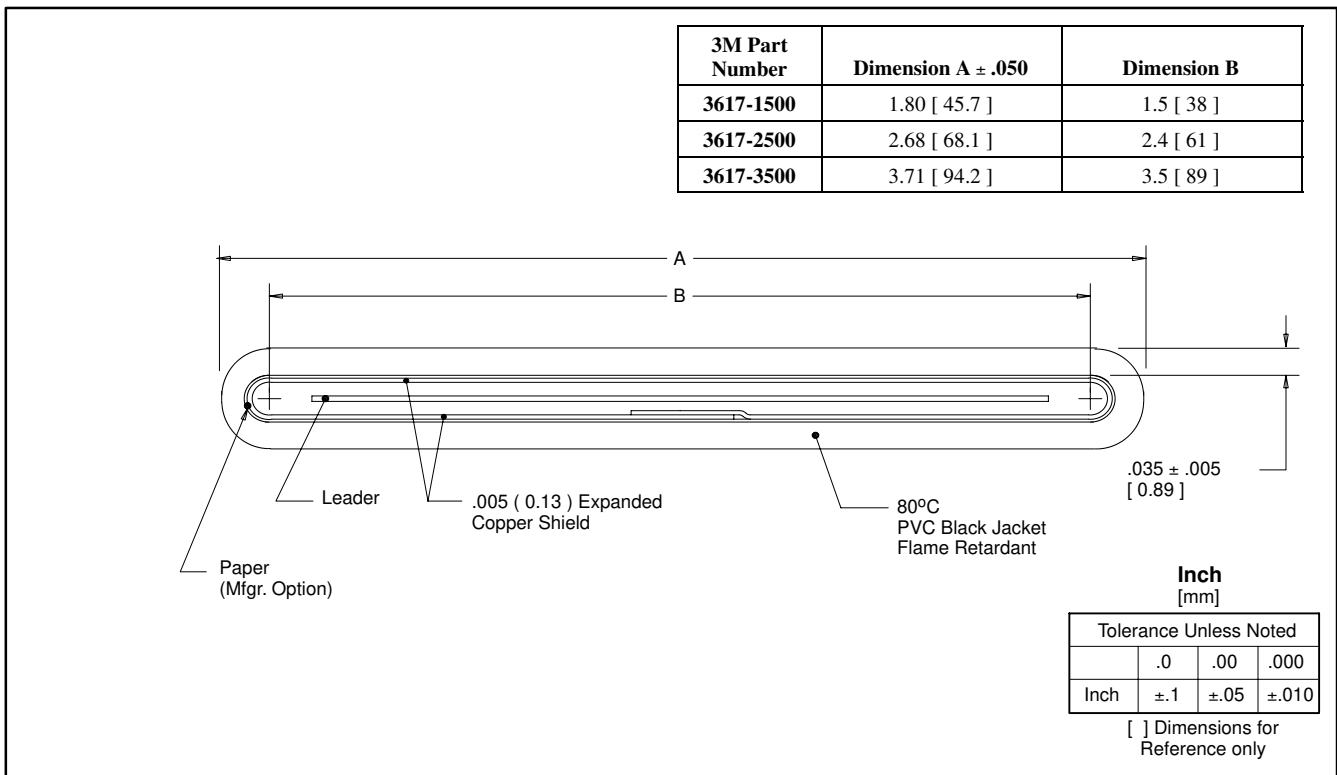 3M Part Number Dimension A ± .050 Dimension B
3617-1500 1.80 [ 45.7 ] 1.5 [ 38 ]
3617-2500 2.68 [ 68.1 ] 2.4 [ 61 ]
3617-3500 3.71 [ 94.2 ] 3.5 [ 89 ]
A
B
.035 ± .005
[ 0.89 ]
Leader
.005 ( 0.13 ) Expanded
Copper Shield
80ºC
PVC Black Jacket
Flame Retardant
Paper
(Mfgr. Option)
Inch
[mm]
Tolerance Unless Noted
.0 .00 .000
Inch ±.1 ±.05 ±.010
[ ] Dimensions for
Reference only